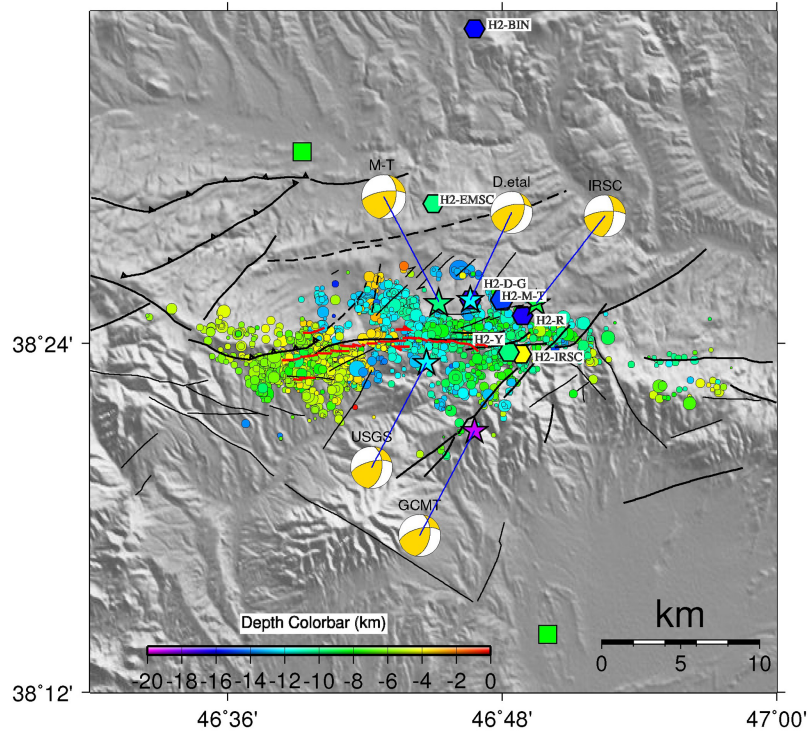 H2-BIN
M-T
D.etal
IRSC
H2-EMSC
H2-D-G
H2-M-T
H2-R
38°24'
H2-Y
H2-IRSC
USGS
GCMT
Depth Colorbar (km)
km
-20 -18 -16 -14 -12 -10 -8 -6 -4 -2 0
0 5 10
38°12'
46°36' 46°48' 47°00'